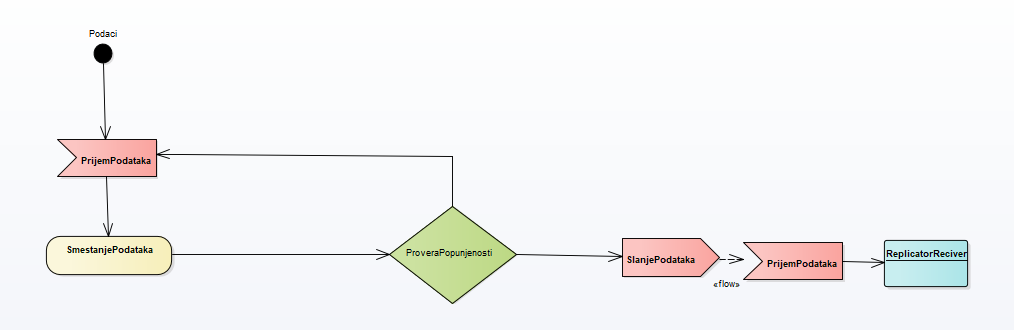 Podaci
PrijemPodataka
SmestanjePodataka
ProveraPopunjenosti
SlanjePodataka
«flow»
PrijemPodataka
ReplicatorReciver